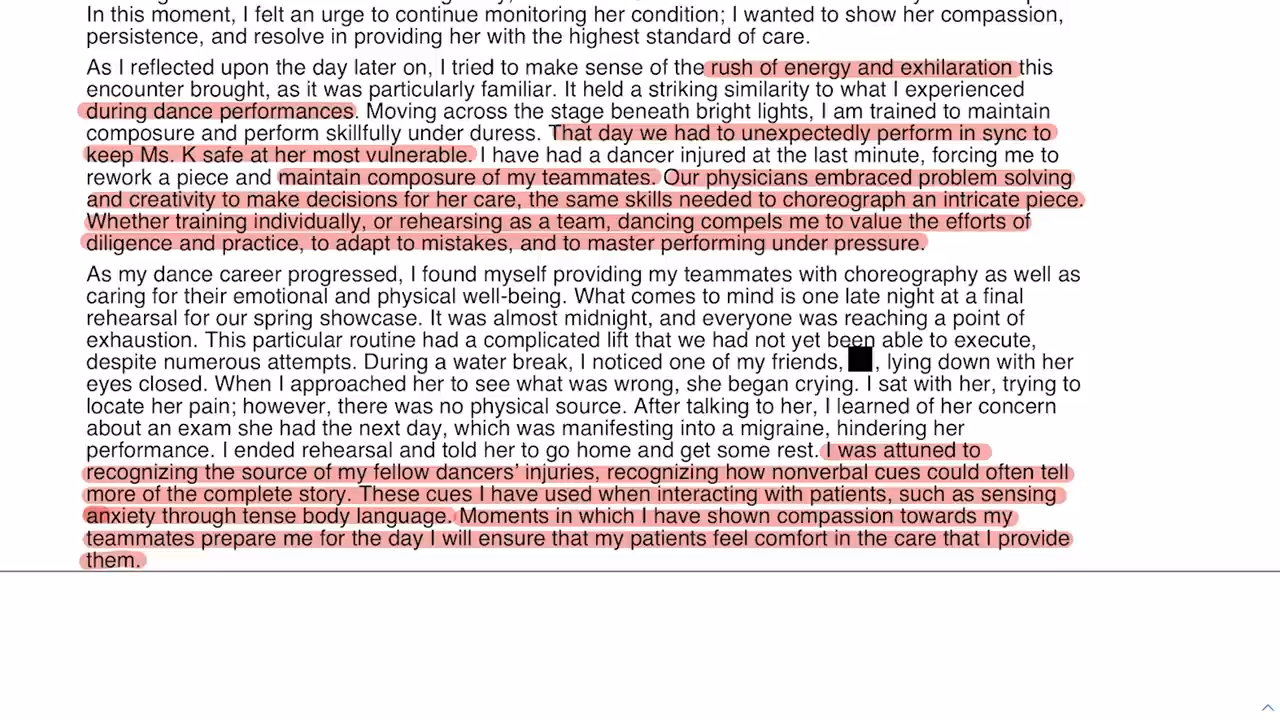 In this moment, I felt an urge to continue monitoring her condition; I wanted to show her compassion,
persistence, and resolve in providing her with the highest standard of care.
As I reflected upon the day later on, I tried to make sense of the rush of energy and exhilaration this
encounter brought, as it was particularly familiar. It held a striking similarity to what I experienced
during dance performances. Moving across the stage beneath bright lights, I am trained to maintain
composure and perform skillfully under duress. That day we had to unexpectedly perform in sync to
keep Ms. K safe at her most vulnerable. I have had a dancer injured at the last minute, forcing me to
rework a piece and maintain composure of my teammates. Our physicians embraced problem solving
and creativity to make decisions for her care, the same skills needed to choreograph an intricate piece.
Whether training individually, or rehearsing as a team, dancing compels me to value the efforts of
diligence and practice, to adapt to mistakes, and to master performing under pressure.
As my dance career progressed, I found myself providing my teammates with choreography as well as
caring for their emotional and physical well-being. What comes to mind is one late night at a final
rehearsal for our spring showcase. It was almost midnight, and everyone was reaching a point of
exhaustion. This particular routine had a complicated lift that we had not yet been able to execute,
despite numerous attempts. During a water break, I noticed one of my friends, , lying down with her
eyes closed. When I approached her to see what was wrong, she began crying. I sat with her, trying to
locate her pain; however, there was no physical source. After talking to her, I learned of her concern
about an exam she had the next day, which was manifesting into a migraine, hindering her
performance. I ended rehearsal and told her to go home and get some rest. I was attuned to
recognizing the source of my fellow dancers' injuries, recognizing how nonverbal cues could often tell
more of the complete story. These cues I have used when interacting with patients, such as sensing
anxiety through tense body language. Moments in which I have shown compassion towards my
teammates prepare me for the day I will ensure that my patients feel comfort in the care that I provide
them.